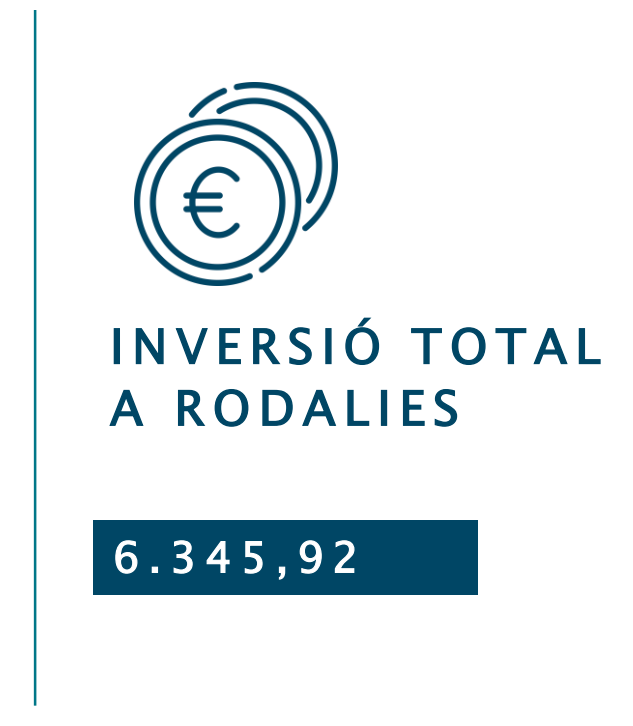 INVERSIÓ TOTAL
A RODALIES
6.345,92